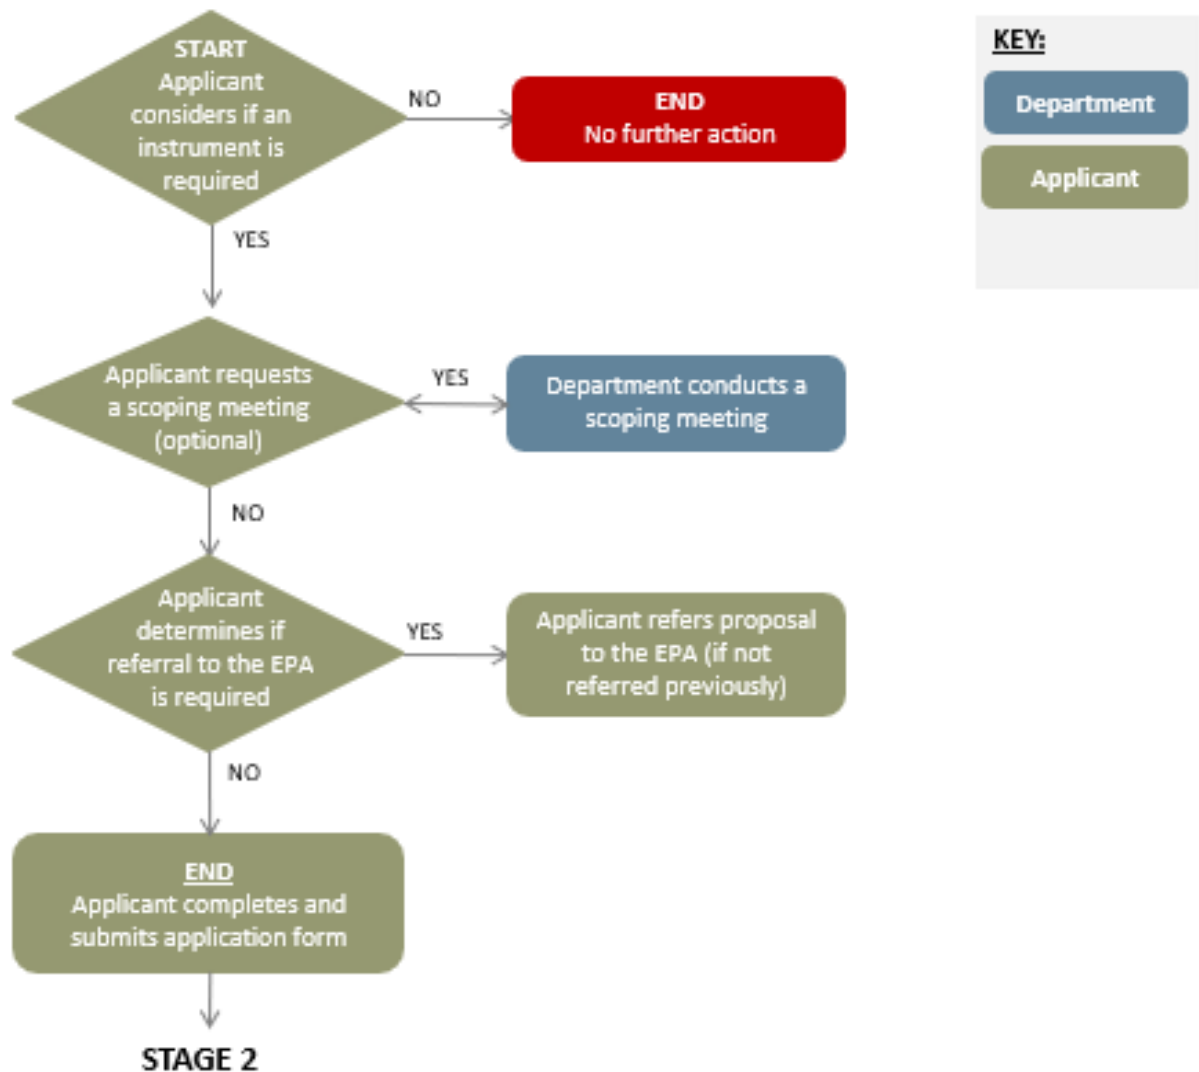 START
Applicant
considers if an
instrument is
required
NO
END
No further action
KEY:
Department
Applicant
YES
Applicant requests
a scoping meeting
(optional)
YES
Department conducts a
scoping meeting
NO
Applicant
determines if
referral to the EPA
is required
YES
Applicant refers proposal
to the EPA (if not
referred previously)
NO
END
Applicant completes and
submits application form
STAGE 2